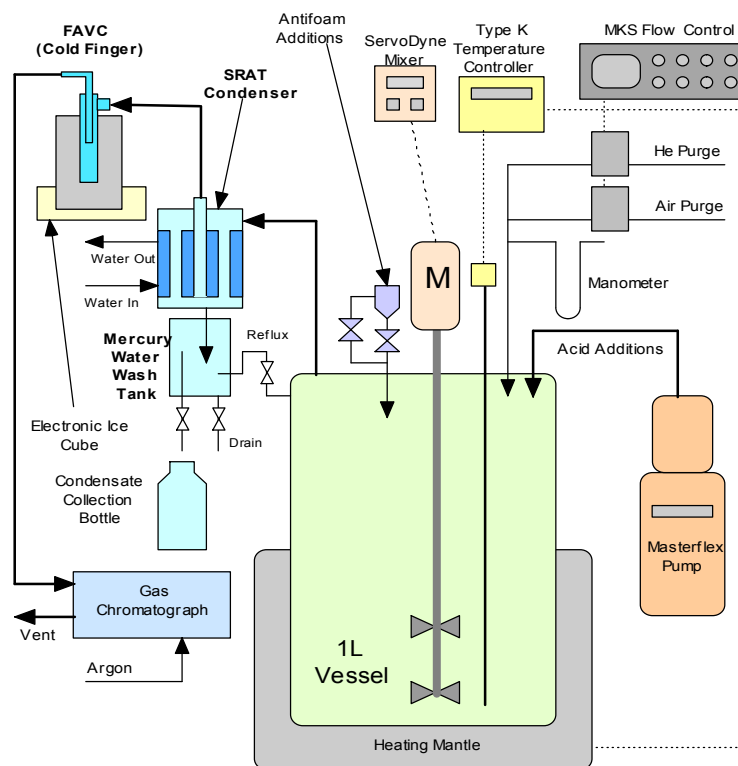 FAVC
(Cold Finger)
Antifoam
Additions
ServoDyne
Mixer
Type K
Temperature
Controller
MKS Flow Control
SRAT
Condenser
He Purge
Air Purge
Water Out
Water In
Manometer
M
Mercury
Water
Wash
Tank
Reflux
Acid Additions
Electronic Ice
Cube
Drain
Condensate
Collection
Bottle
Masterflex
Pump
Gas
Chromatograph
Vent
Argon
1L
Vessel
Heating Mantle